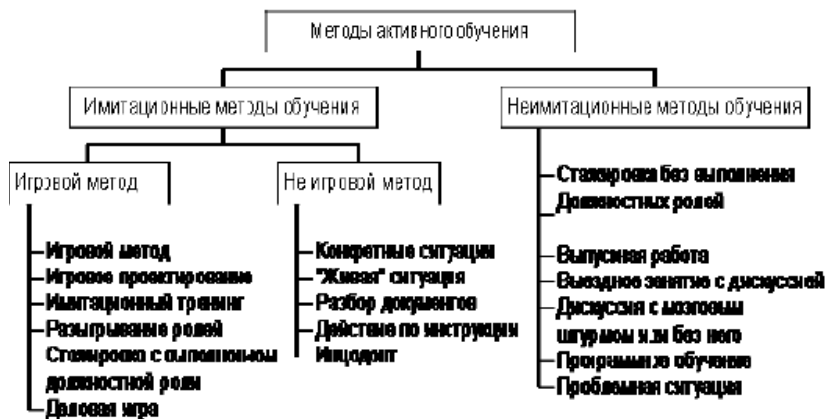 Методы активного обучения
Имитационные методы обучения
Неимитационные методы обучения
Игровой метод
Не игровой метод
Игровой метод
Игровое проектирование
Имитационный тренинг
Разыгрывание ролей
Стажировка с выполнением
должностной роли
Деловая игра
Конкретные ситуации
"Живая" ситуация
Разбор документов
Действие по инструкции
Инцидент
Стажировка без выполнения
Должностных ролей
Выпускная работа
Выездное занятие с дискуссией
Дискуссия с мозговым
штурмом или без него
Программные обучение
Проблемная ситуация